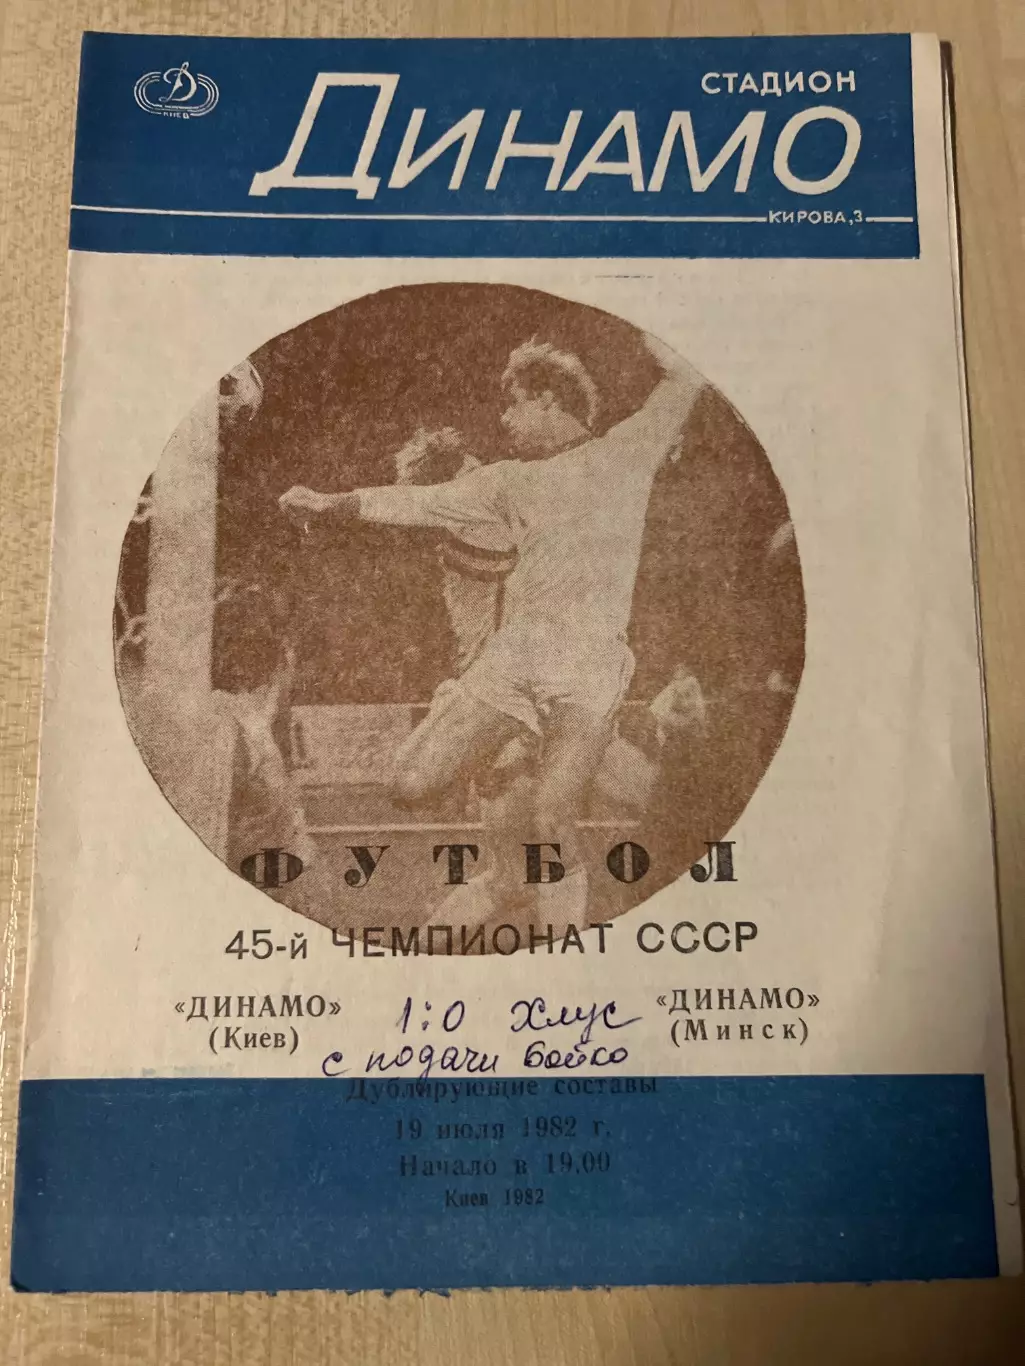 КИЕВ
СТАДИОН
ДИНАМО
КИРОВА,3
ФУТБОЛ
45-й ЧЕМПИОНАТ СССР
«ДИНАМО» 1:0 Хлус «ДИНАМО»
(Киев) с подачи Бойко (Минск)
Дублирующие составы
19 июля 1982 г.
Начало в 19.00
Киев 1982